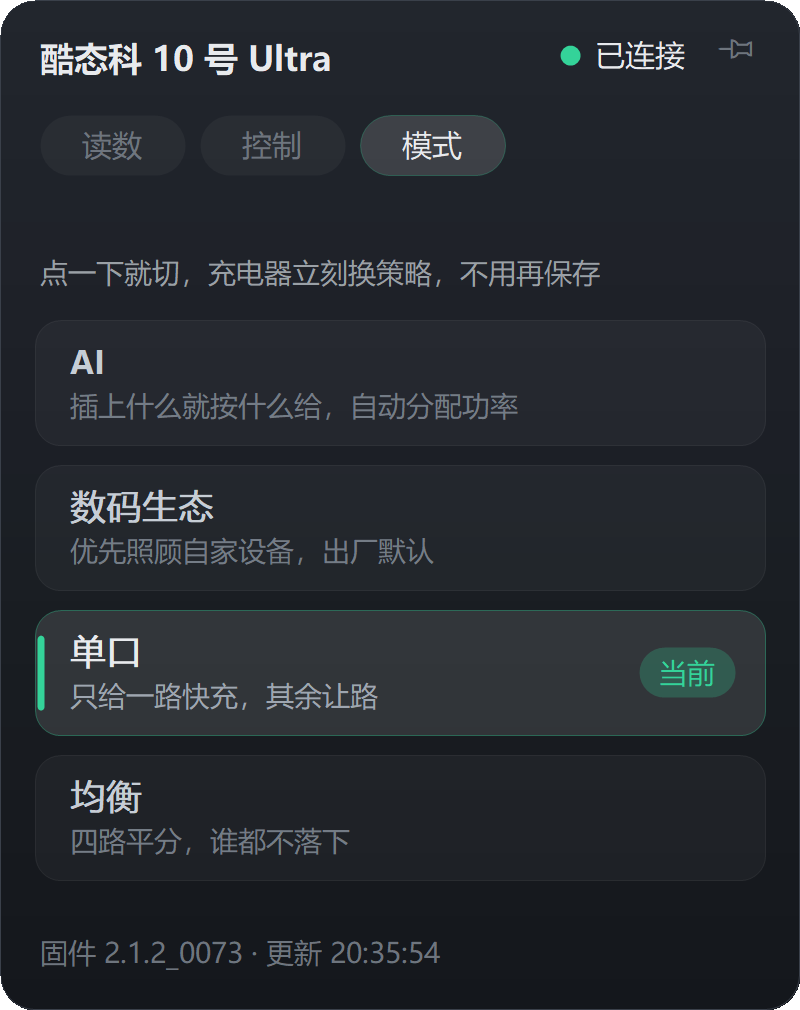 酷态科 10 号 Ultra
已连接
读数
控制
模式
点一下就切，充电器立刻换策略，不用再保存
AI
插上什么就按什么给，自动分配功率
数码生态
优先照顾自家设备，出厂默认
单口
只给一路快充，其余让路
当前
均衡
四路平分，谁都不落下
固件 2.1.2_0073 · 更新 20:35:54